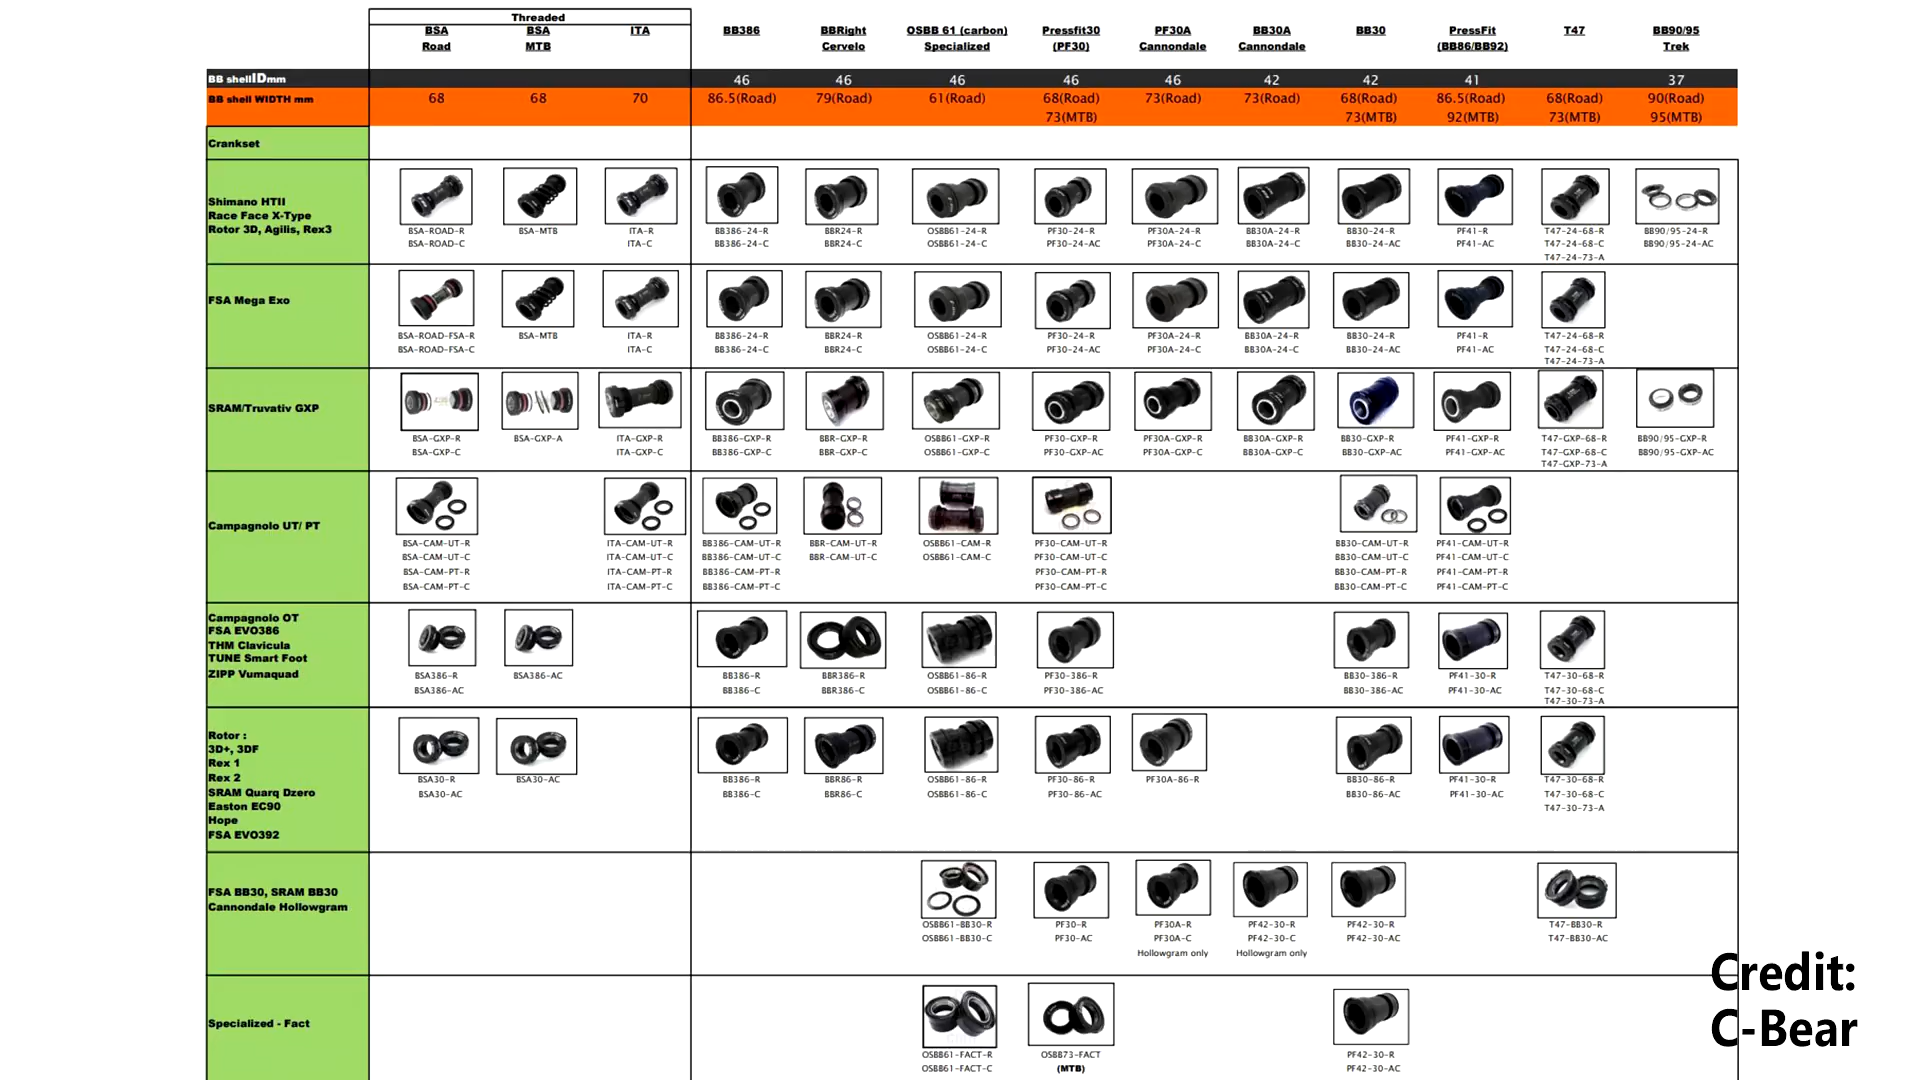 Threaded
BSA Road
BSA MTB
ITA
BB386
BBRight Cervelo
OSBB 61 (carbon) Specialized
Pressfit30 (PF30)
PF30A Cannondale
BB30A Cannondale
BB30
PressFit (BB86/BB92)
T47
BB90/95 Trek
BB shellIDmm 46 46 46 46 46 42 42 41 37
BB shell WIDTH mm 68 68 70 86.5(Road) 79(Road) 61(Road) 68(Road) 73(Road) 73(Road) 68(Road) 86.5(Road) 68(Road) 90(Road)
73(MTB) 73(MTB) 92(MTB) 73(MTB) 95(MTB)
Crankset
Shimano HTII
Race Face X-Type
Rotor 3D, Agilis, Rex3
BSA-ROAD-R BSA-MTB ITA-R BB386-24-R BBR24-R OSBB61-24-R PF30-24-R PF30A-24-R BB30A-24-R BB30-24-R PF41-R T47-24-68-R BB90/95-24-R
BSA-ROAD-C ITA-C BB386-24-C BBR24-C OSBB61-24-C PF30-24-AC PF30A-24-C BB30A-24-C BB30-24-AC PF41-AC T47-24-68-C BB90/95-24-AC
T47-24-73-A
FSA Mega Exo
BSA-ROAD-FSA-R BSA-MTB ITA-R BB386-24-R BBR24-R OSBB61-24-R PF30-24-R PF30A-24-R BB30A-24-R BB30-24-R PF41-R T47-24-68-R
BSA-ROAD-FSA-C ITA-C BB386-24-C BBR24-C OSBB61-24-C PF30-24-AC PF30A-24-C BB30A-24-C BB30-24-AC PF41-AC T47-24-68-C
T47-24-73-A
SRAM/Truvativ GXP
BSA-GXP-R BSA-GXP-A ITA-GXP-R BB386-GXP-R BBR-GXP-R OSBB61-GXP-R PF30-GXP-R PF30A-GXP-R BB30A-GXP-R BB30-GXP-R PF41-GXP-R T47-GXP-68-R BB90/95-GXP-R
BSA-GXP-C ITA-GXP-C BB386-GXP-C BBR-GXP-C OSBB61-GXP-C PF30-GXP-AC PF30A-GXP-C BB30A-GXP-C BB30-GXP-AC PF41-GXP-AC T47-GXP-68-C BB90/95-GXP-AC
T47-GXP-73-A
Campagnolo UT/ PT
BSA-CAM-UT-R ITA-CAM-UT-R BB386-CAM-UT-R BBR-CAM-UT-R OSBB61-CAM-R PF30-CAM-UT-R BB30-CAM-UT-R PF41-CAM-UT-R
BSA-CAM-UT-C ITA-CAM-UT-C BB386-CAM-UT-C BBR-CAM-UT-C OSBB61-CAM-C PF30-CAM-UT-C BB30-CAM-UT-C PF41-CAM-UT-C
BSA-CAM-PT-R ITA-CAM-PT-R BB386-CAM-PT-R PF30-CAM-PT-R BB30-CAM-PT-R PF41-CAM-PT-R
BSA-CAM-PT-C ITA-CAM-PT-C BB386-CAM-PT-C PF30-CAM-PT-C BB30-CAM-PT-C PF41-CAM-PT-C
Campagnolo OT
FSA EVO386
THM Clavicula
TUNE Smart Foot
ZIPP Vumaquad
BSA386-R BSA386-AC BB386-R BBR386-R OSBB61-86-R PF30-386-R BB30-386-R PF41-30-R T47-30-68-R
BSA386-AC BB386-C BBR386-C OSBB61-86-C PF30-386-AC BB30-386-AC PF41-30-AC T47-30-68-C
T47-30-73-A
Rotor :
3D+, 3DF
Rex 1
Rex 2
SRAM Quarq Dzero
Easton EC90
Hope
FSA EVO392
BSA30-R BSA30-AC BB386-R BBR86-R OSBB61-86-R PF30-86-R PF30A-86-R BB30-86-R PF41-30-R T47-30-68-R
BSA30-AC BB386-C BBR86-C OSBB61-86-C PF30-86-AC BB30-86-AC PF41-30-AC T47-30-68-C
T47-30-73-A
FSA BB30, SRAM BB30
Cannondale Hollowgram
OSBB61-BB30-R PF30-R PF30A-R PF42-30-R PF42-30-R T47-BB30-R
OSBB61-BB30-C PF30-AC PF30A-C PF42-30-C PF42-30-AC T47-BB30-AC
Hollowgram only Hollowgram only
Specialized - Fact
OSBB61-FACT-R OSBB73-FACT PF42-30-R
OSBB61-FACT-C (MTB) PF42-30-AC
Credit:
C-Bear